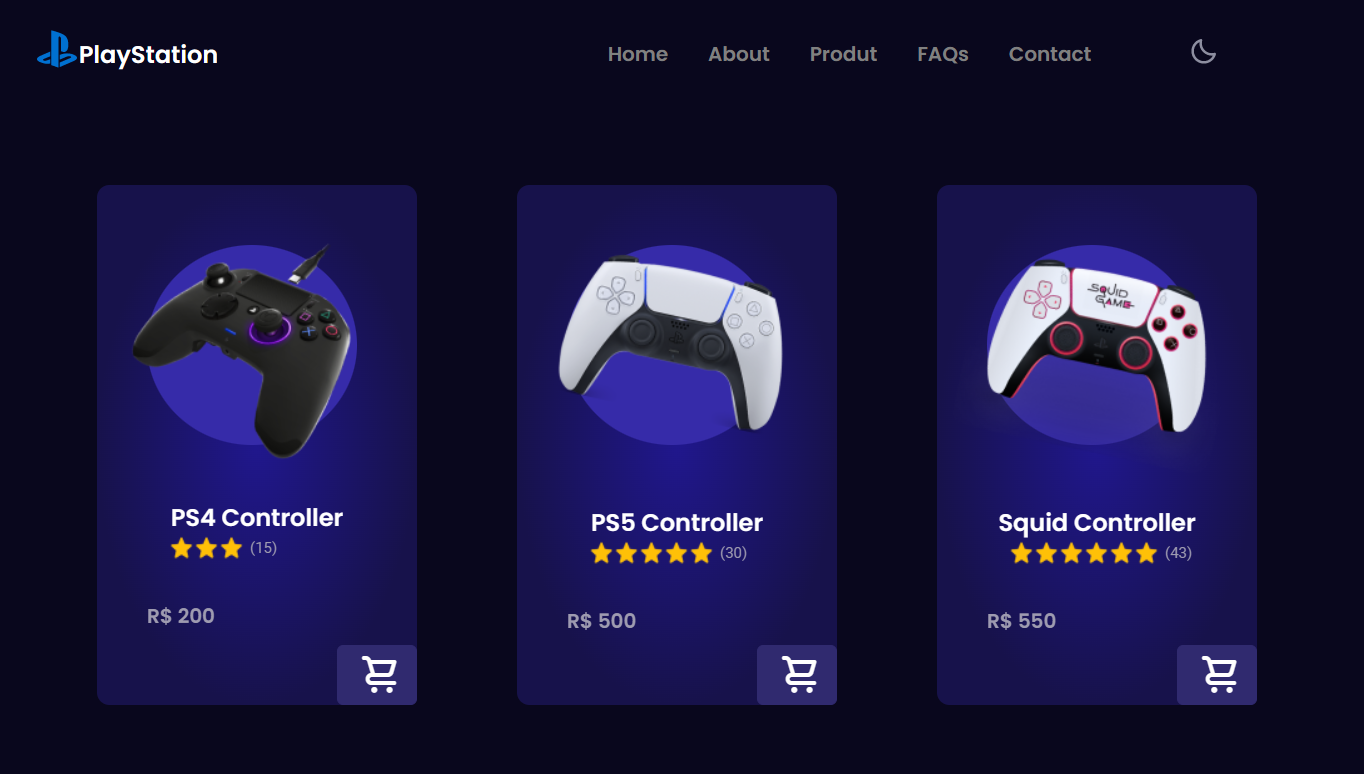 PlayStation
Home About Produt FAQs Contact
SQUID GAME
PS4 Controller
(15)
R$ 200
PS5 Controller
(30)
R$ 500
Squid Controller
(43)
R$ 550